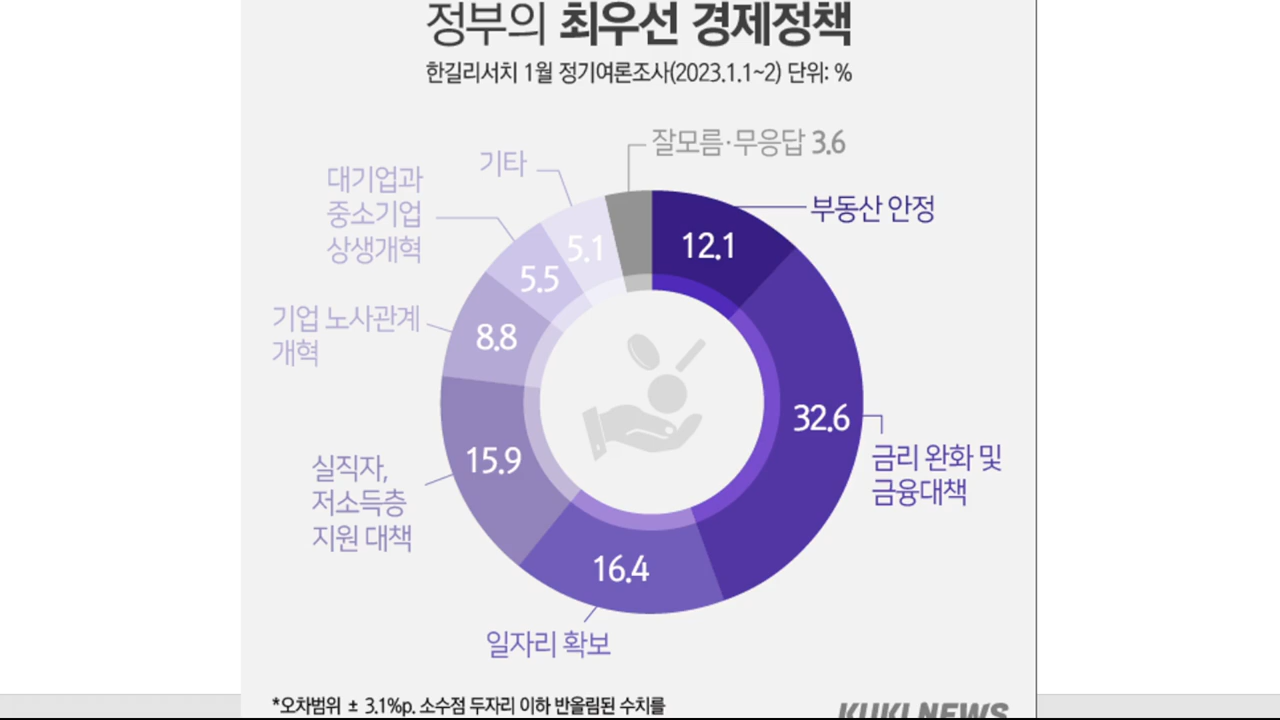 정부의 최우선 경제정책
한길리서치 1월 정기여론조사(2023.1.1~2) 단위: %
잘모름·무응답 3.6
기타
대기업과
중소기업
상생개혁
부동산 안정
5.1
12.1
5.5
기업 노사관계
개혁
8.8
32.6
금리 완화 및
금융대책
실직자,
저소득층
지원 대책
15.9
16.4
일자리 확보
*오차범위 ± 3.1%p. 소수점 두자리 이하 반올림된 수치를
KUKI NEWS